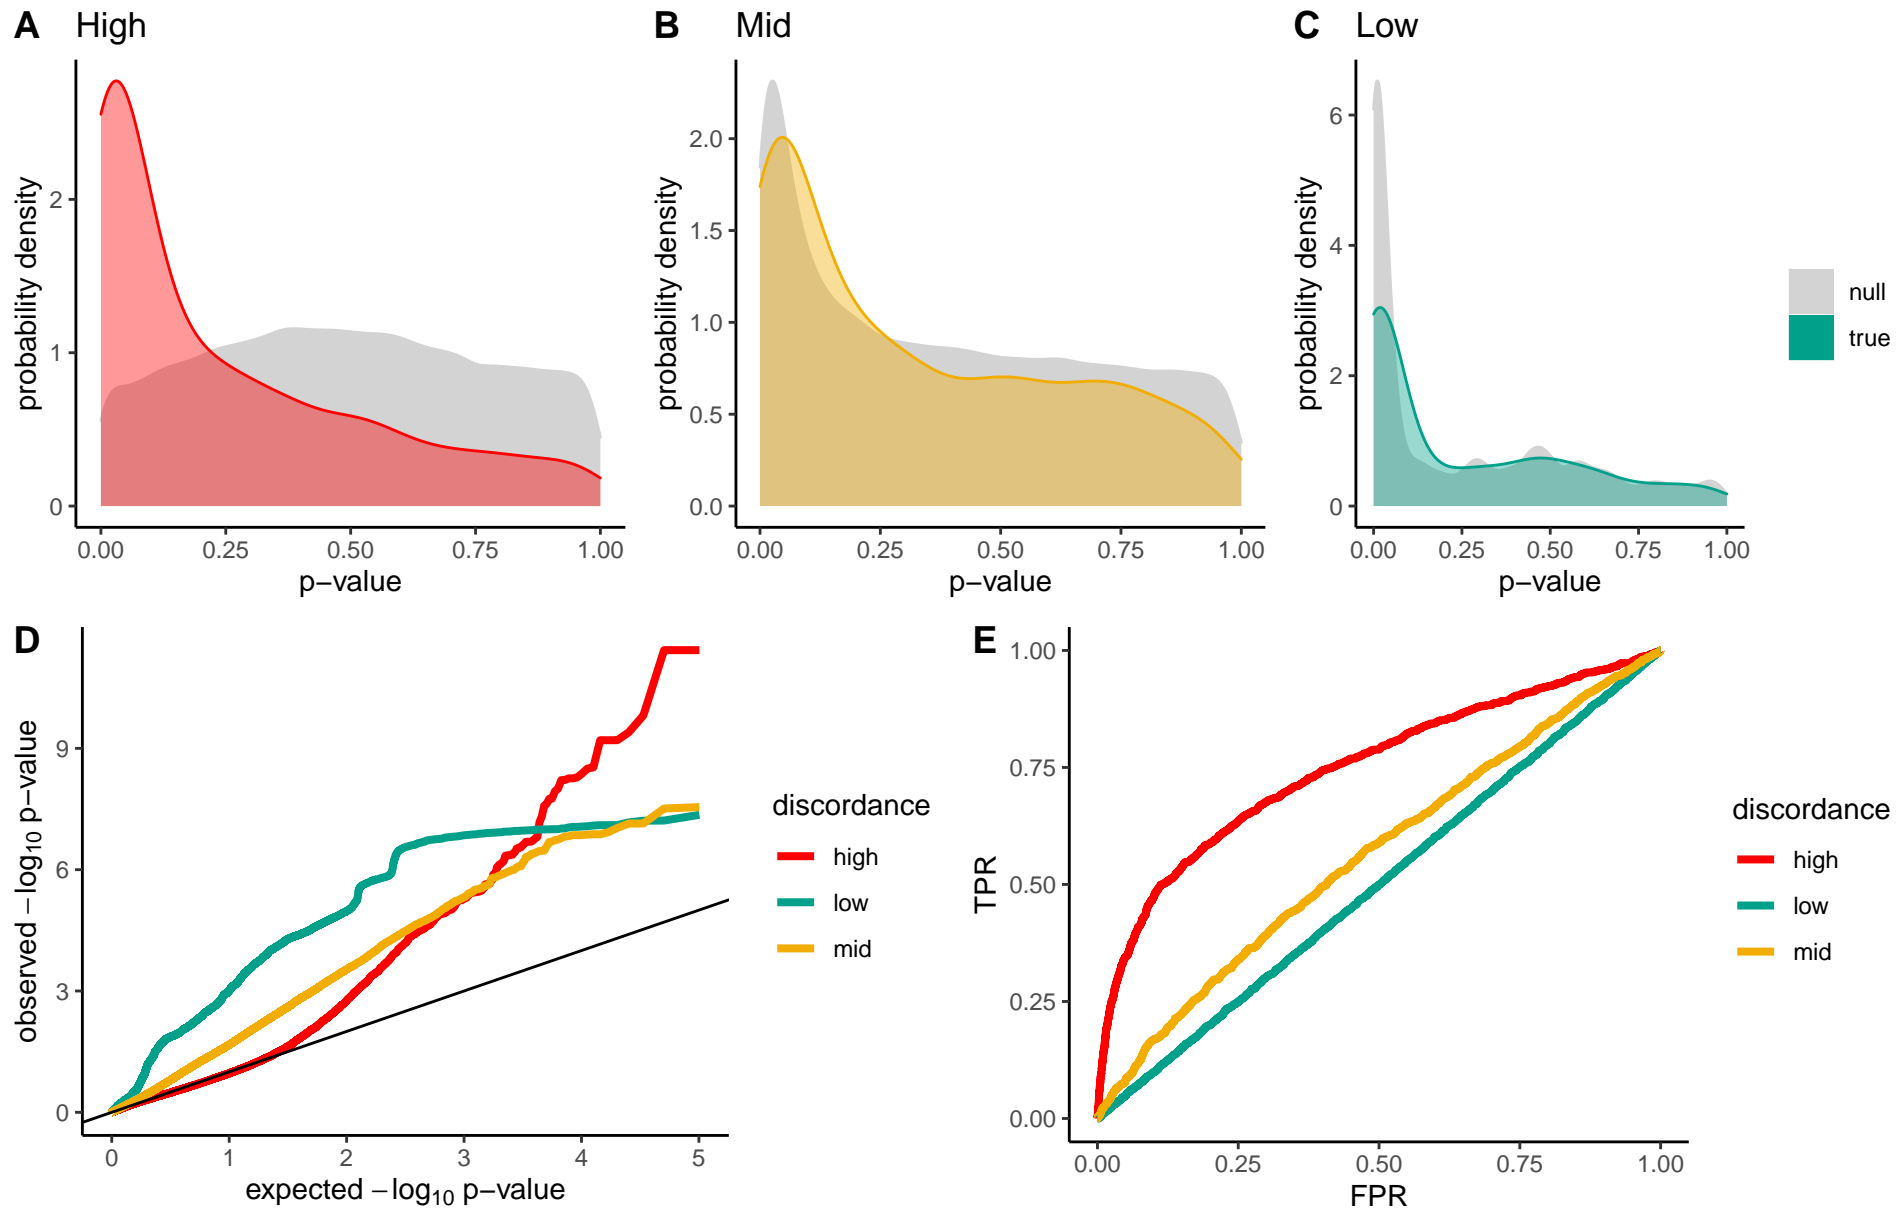 A High
probability density
2
1
0
0.00 0.25 0.50 0.75 1.00
p−value
B Mid
probability density
2.0
1.5
1.0
0.5
0.0
0.00 0.25 0.50 0.75 1.00
p−value
C Low
probability density
6
4
2
0
0.00 0.25 0.50 0.75 1.00
p−value
null
true
D
observed −log10 p−value
9
6
3
0
0 1 2 3 4 5
expected −log10 p−value
discordance
high
low
mid
E
TPR
1.00
0.75
0.50
0.25
0.00
0.00 0.25 0.50 0.75 1.00
FPR
discordance
high
low
mid